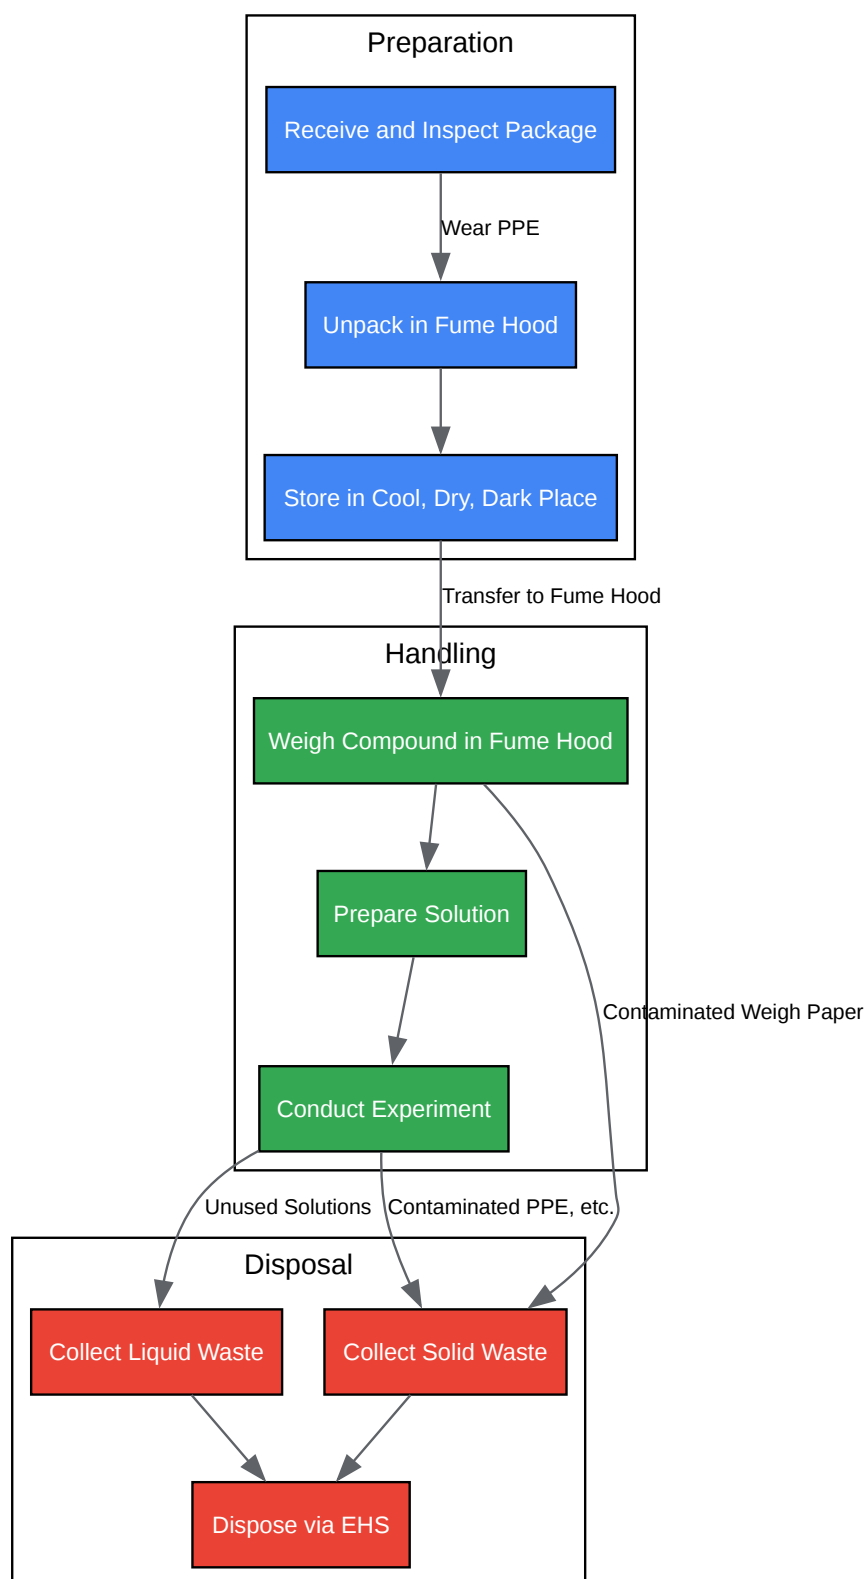 Preparation
Receive and Inspect Package
Wear PPE
Unpack in Fume Hood
Store in Cool, Dry, Dark Place
Transfer to Fume Hood
Handling
Weigh Compound in Fume Hood
Prepare Solution
Contaminated Weigh Paper
Conduct Experiment
Unused Solutions
Contaminated PPE, etc.
Disposal
Collect Liquid Waste
Collect Solid Waste
Dispose via EHS